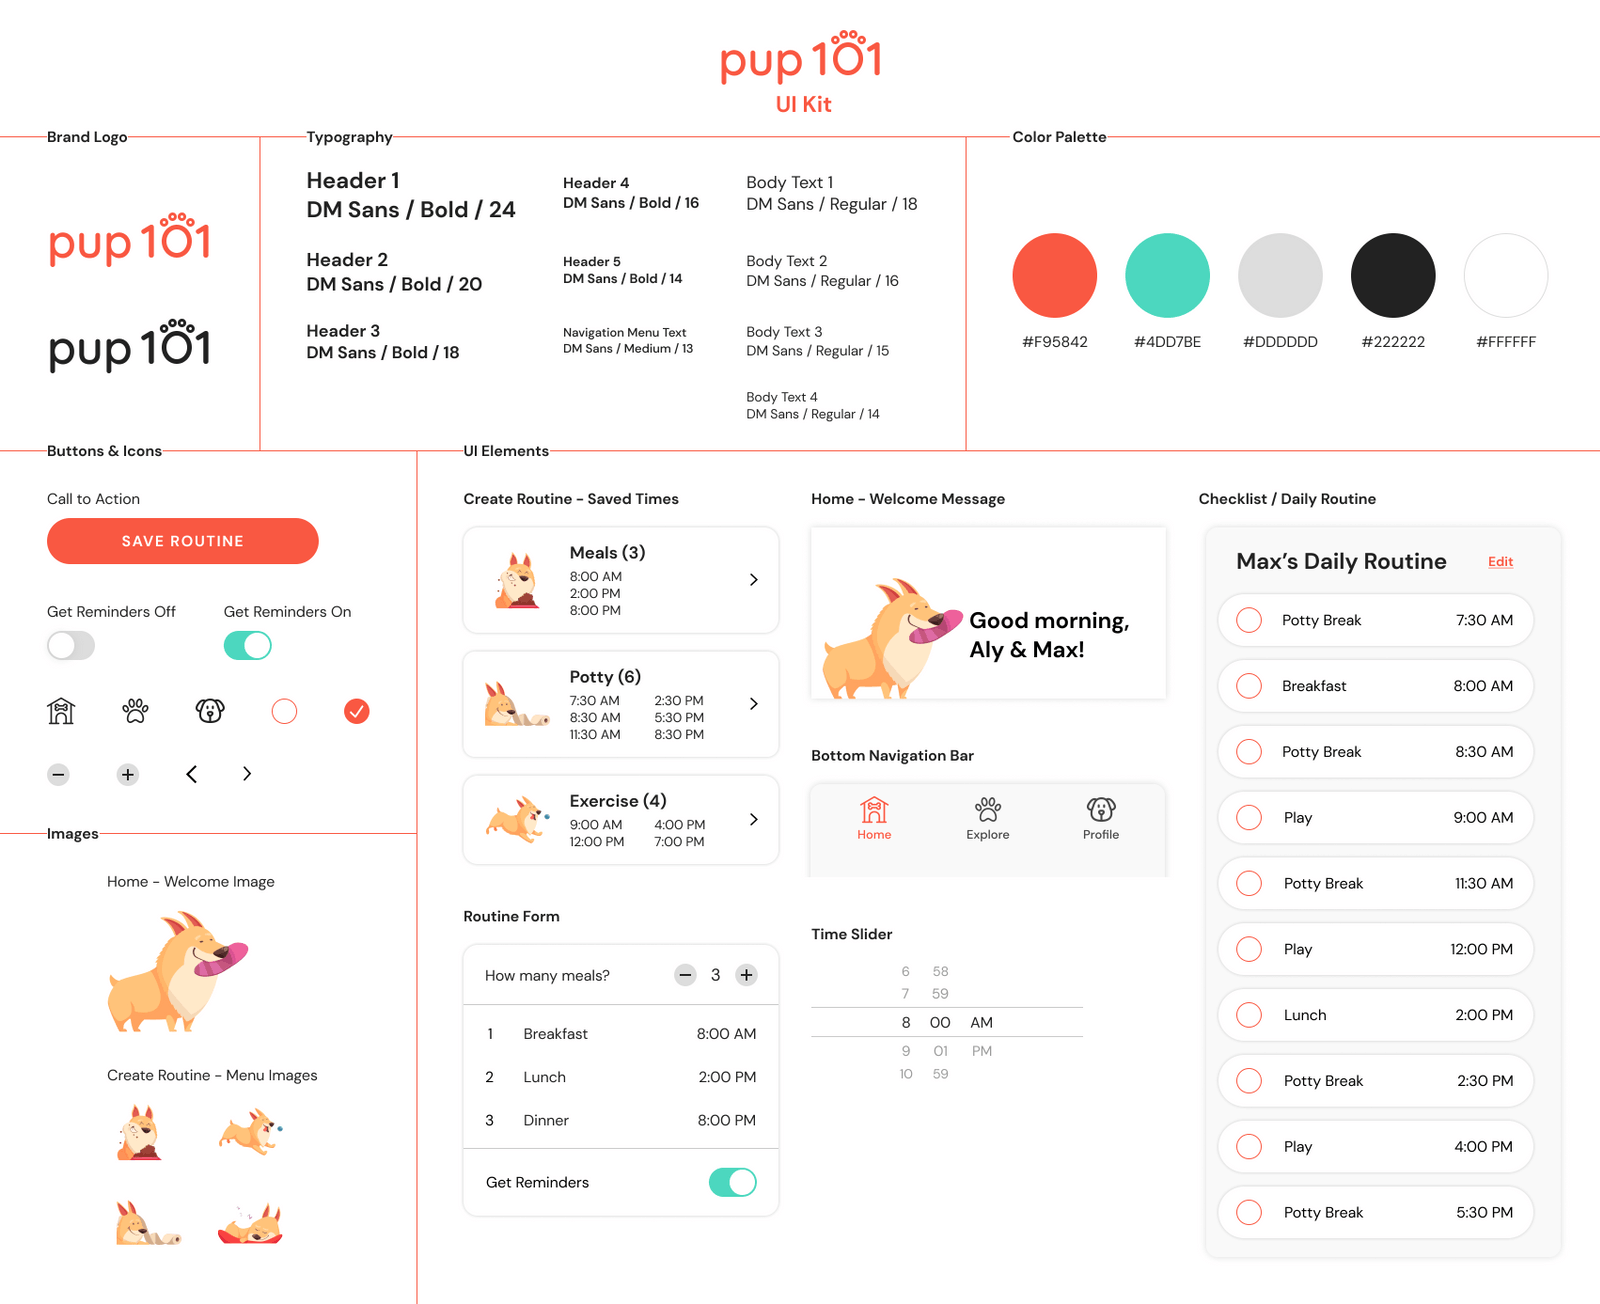 pup 101
UI Kit
Brand Logo
pup 101
pup 101
Typography
Header 1
DM Sans / Bold / 24
Header 2
DM Sans / Bold / 20
Header 3
DM Sans / Bold / 18
Header 4
DM Sans / Bold / 16
Header 5
DM Sans / Bold / 14
Navigation Menu Text
DM Sans / Medium / 13
Body Text 1
DM Sans / Regular / 18
Body Text 2
DM Sans / Regular / 16
Body Text 3
DM Sans / Regular / 15
Body Text 4
DM Sans / Regular / 14
Color Palette
#F95842
#4DD7BE
#DDDDDD
#222222
#FFFFFF
Buttons & Icons
Call to Action
SAVE ROUTINE
Get Reminders Off
Get Reminders On
Images
Home - Welcome Image
Create Routine - Menu Images
UI Elements
Create Routine - Saved Times
Meals (3)
8:00 AM
2:00 PM
8:00 PM
Potty (6)
7:30 AM 2:30 PM
8:30 AM 5:30 PM
11:30 AM 8:30 PM
Exercise (4)
9:00 AM 4:00 PM
12:00 PM 7:00 PM
Routine Form
How many meals? 3
1 Breakfast 8:00 AM
2 Lunch 2:00 PM
3 Dinner 8:00 PM
Get Reminders
Home - Welcome Message
Good morning,
Aly & Max!
Bottom Navigation Bar
Home Explore Profile
Time Slider
6 58
7 59
8 00 AM
9 01 PM
10 59
Checklist / Daily Routine
Max's Daily Routine Edit
Potty Break 7:30 AM
Breakfast 8:00 AM
Potty Break 8:30 AM
Play 9:00 AM
Potty Break 11:30 AM
Play 12:00 PM
Lunch 2:00 PM
Potty Break 2:30 PM
Play 4:00 PM
Potty Break 5:30 PM